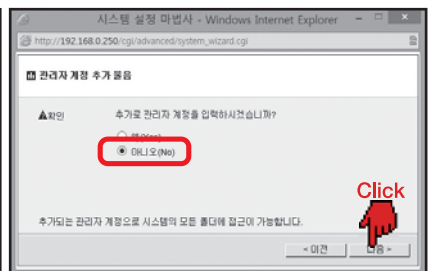 시스템 설정 마법사 - Windows Internet Explorer
http://192.168.0.250/cgi/advanced/system_wizard.cgi
관리자 계정 추가 물음
확인 추가로 관리자 계정을 입력하시겠습니까?
예(Yes)
아니오(No)
Click
추가되는 관리자 계정으로 시스템의 모든 폴더에 접근이 가능합니다.
< 이전 다음 >